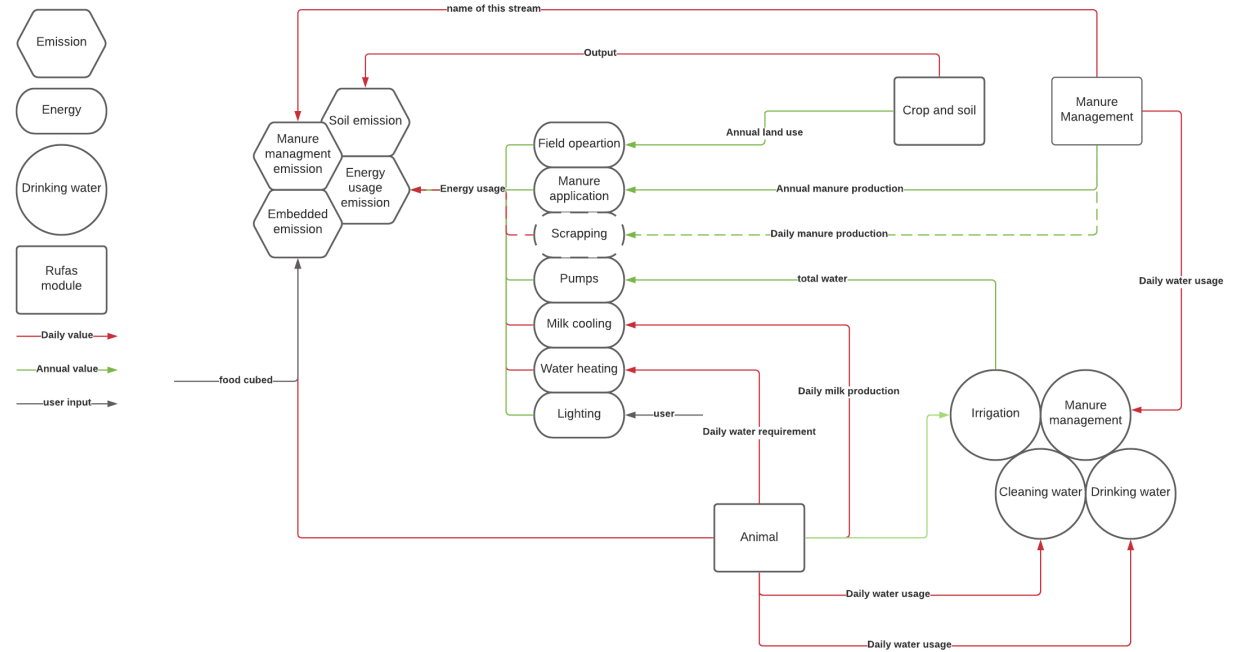 name of this stream
Emission
Output
Energy
Crop and soil
Manure
Management
Soil emission
Manure
managment
emission
Energy
usage
emission
Embedded
emission
Annual land use
Field opeartion
Manure
application
Energy usage
Annual manure production
Drinking water
Scrapping
Daily manure production
Rufas
module
Pumps
total water
Daily water usage
Milk cooling
Daily value
Annual value
user input
food cubed
Water heating
Daily milk production
Lighting
user
Daily water requirement
Irrigation
Manure
management
Cleaning water
Drinking water
Animal
Daily water usage
Daily water usage